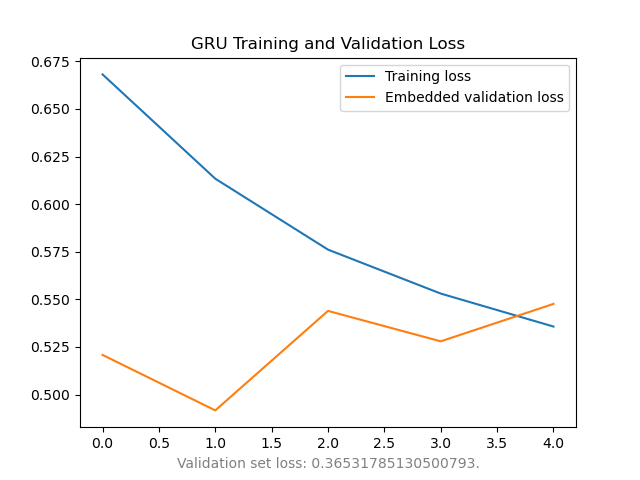 GRU Training and Validation Loss
Training loss
Embedded validation loss
0.675
0.650
0.625
0.600
0.575
0.550
0.525
0.500
0.0 0.5 1.0 1.5 2.0 2.5 3.0 3.5 4.0
Validation set loss: 0.36531785130500793.